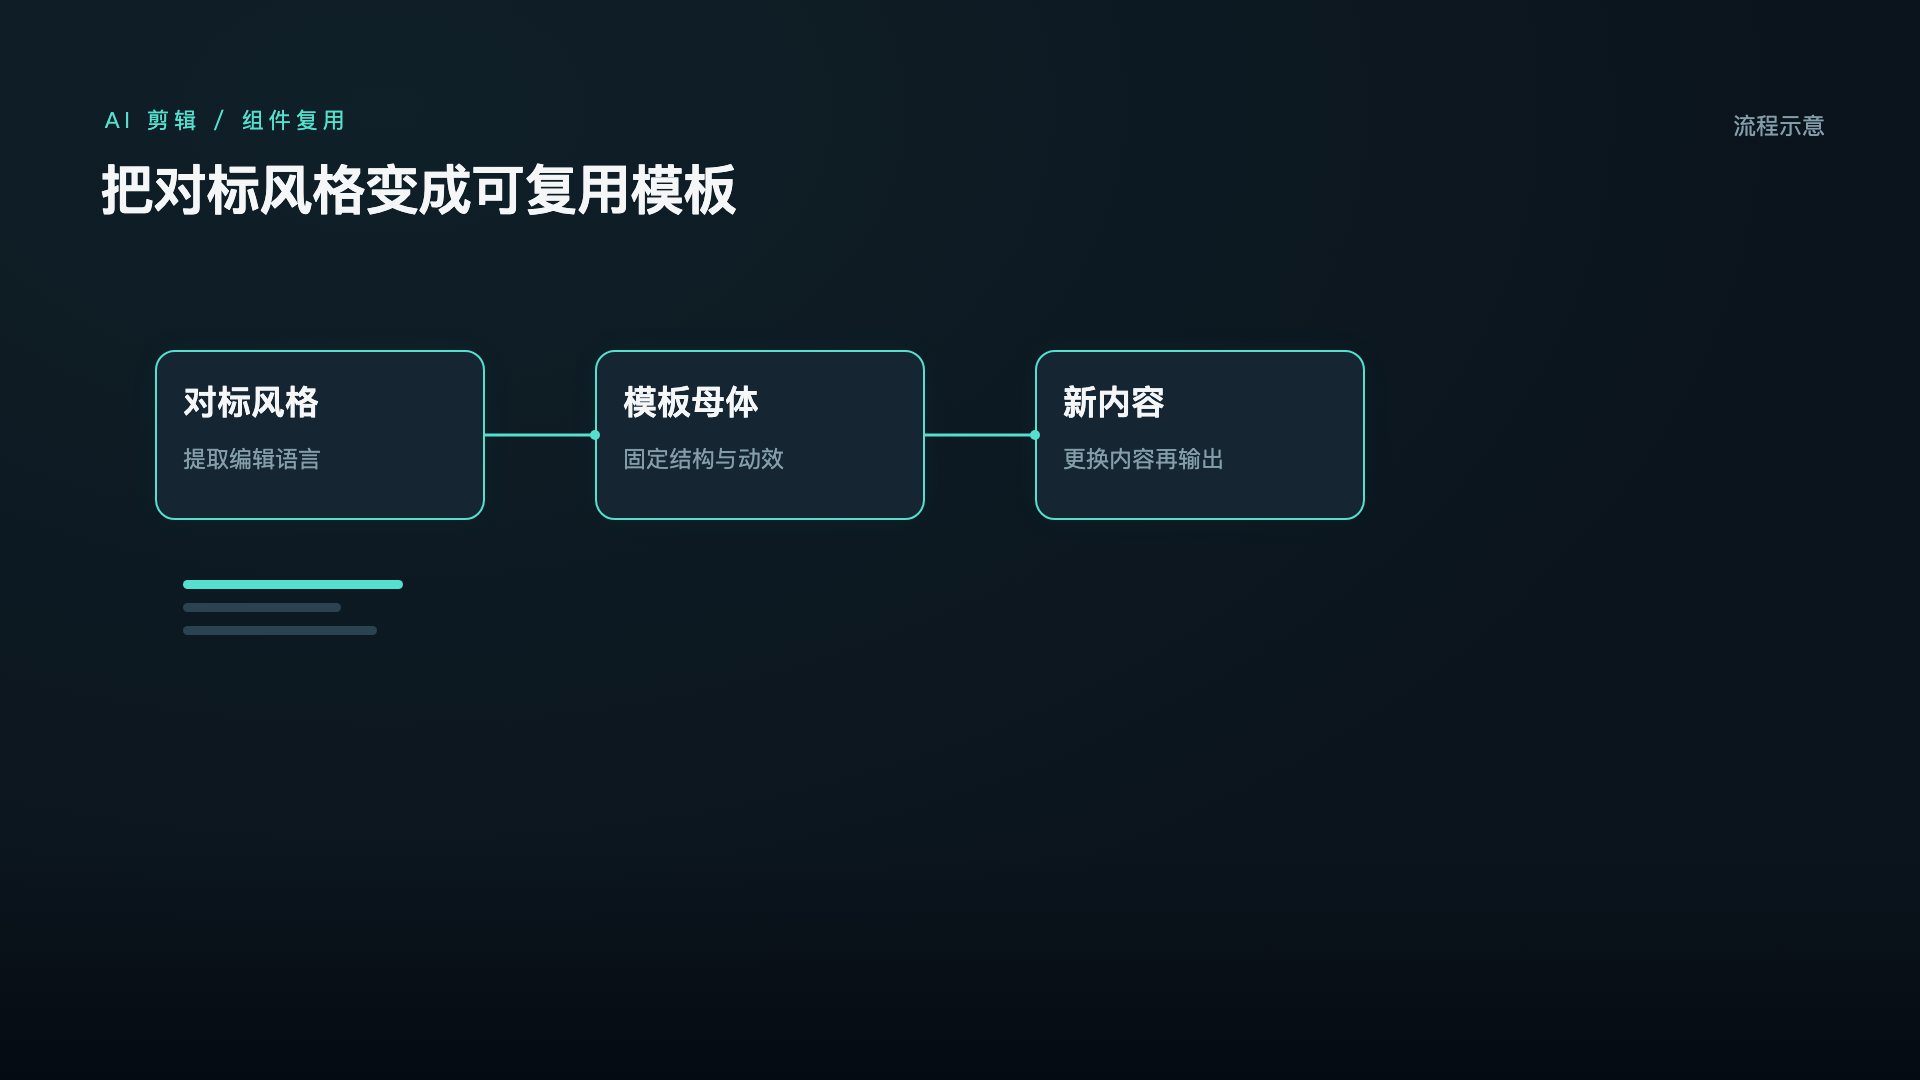 AI 剪辑 / 组件复用
流程示意
把对标风格变成可复用模板
对标风格
提取编辑语言
模板母体
固定结构与动效
新内容
更换内容再输出